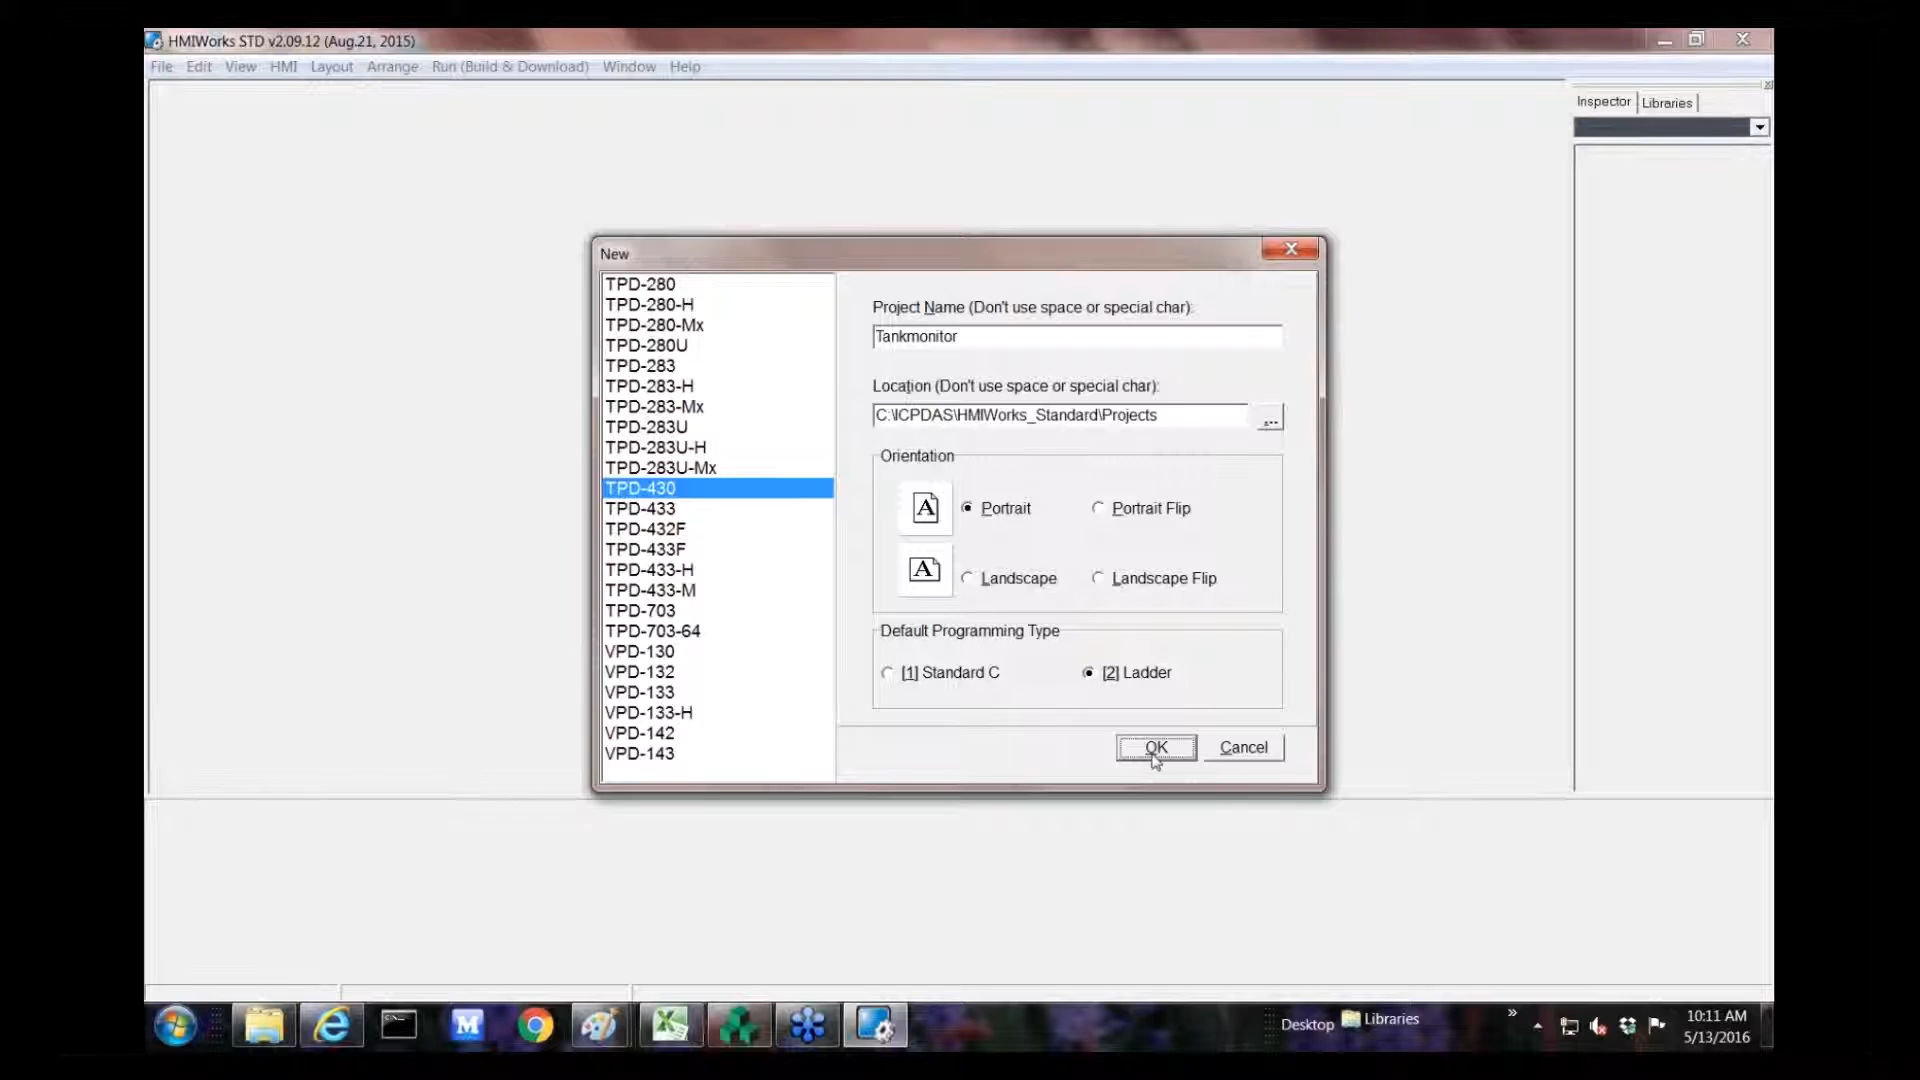 HMIWorks STD v2.09.12 (Aug.21, 2015)
File Edit View HMI Layout Arrange Run (Build & Download) Window Help
Inspector Libraries
New
TPD-280
TPD-280-H
TPD-280-Mx
TPD-280U
TPD-283
TPD-283-H
TPD-283-Mx
TPD-283U
TPD-283U-H
TPD-283U-Mx
TPD-430
TPD-433
TPD-432F
TPD-433F
TPD-433-H
TPD-433-M
TPD-703
TPD-703-64
VPD-130
VPD-132
VPD-133
VPD-133-H
VPD-142
VPD-143
Project Name (Don't use space or special char):
Tankmonitor
Location (Don't use space or special char):
C:\ICPDAS\HMIWorks_Standard\Projects
...
Orientation
A Portrait Portrait Flip
A Landscape Landscape Flip
Default Programming Type
[1] Standard C [2] Ladder
OK Cancel
Desktop Libraries »
10:11 AM
5/13/2016